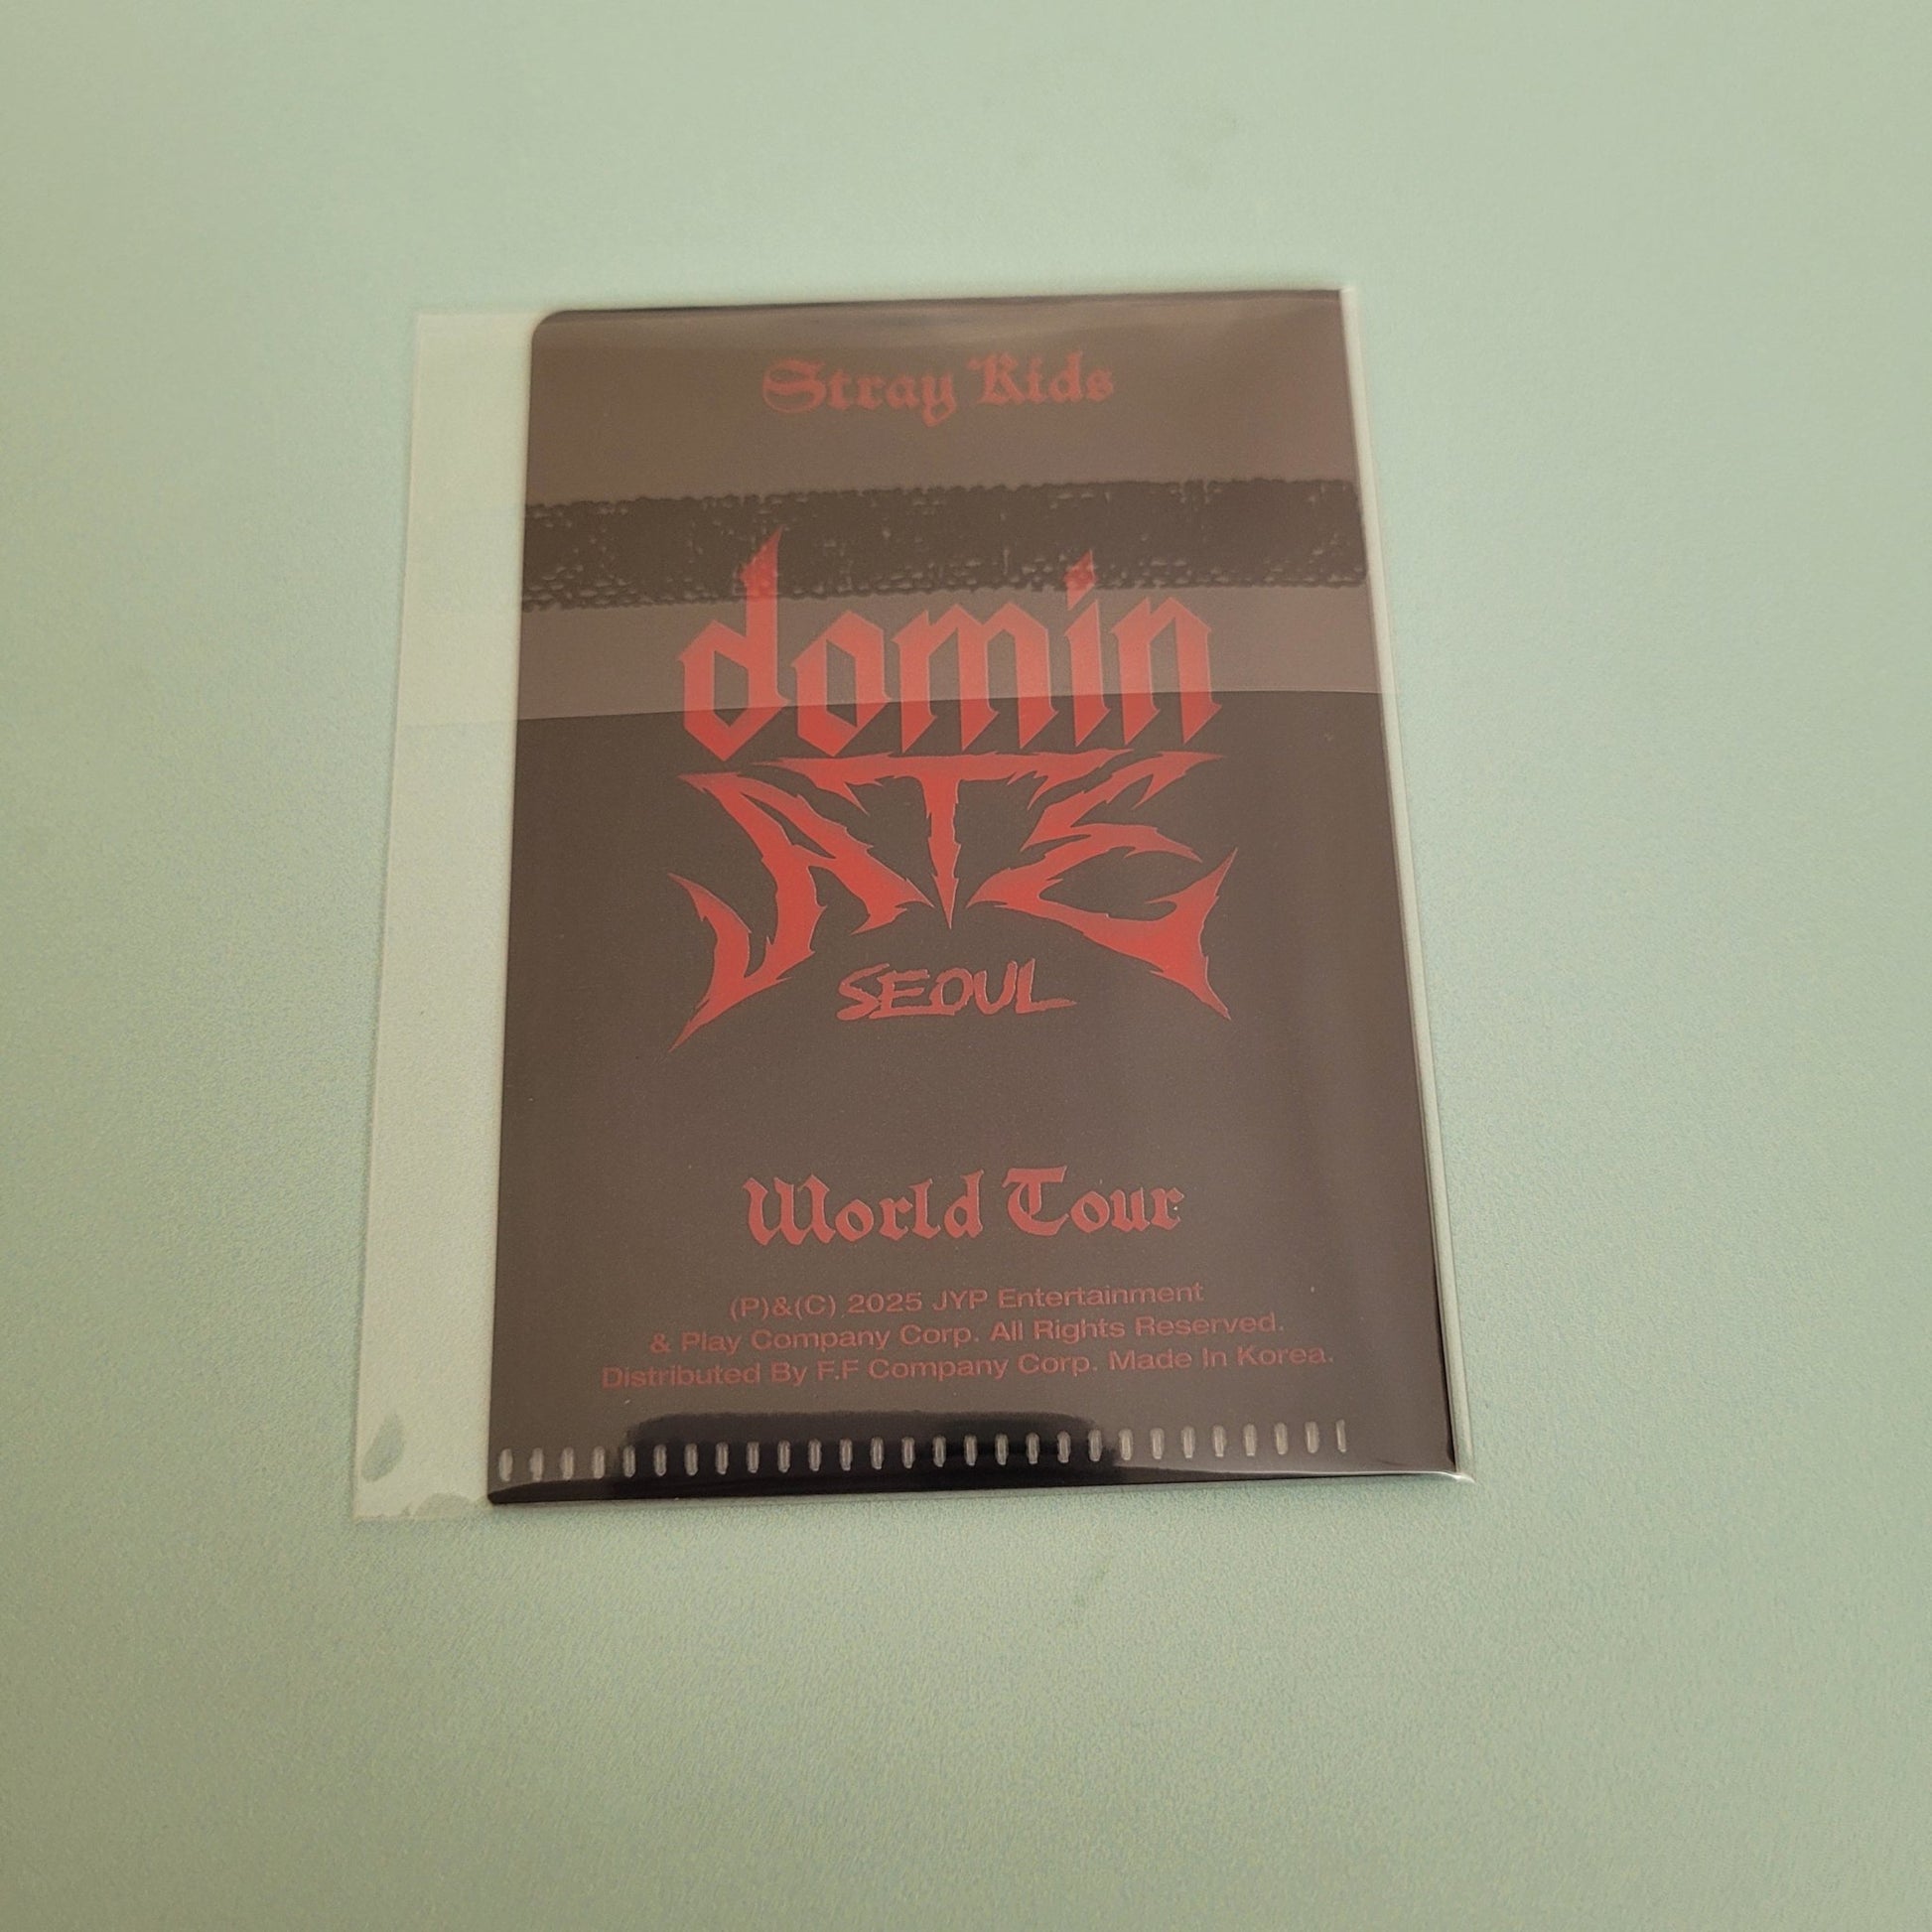 Stray Kids
domin
ATE
SEOUL
World Tour
(P)&(C) 2025 JYP Entertainment
& Play Company Corp. All Rights Reserved.
Distributed By F.F Company Corp. Made In Korea.